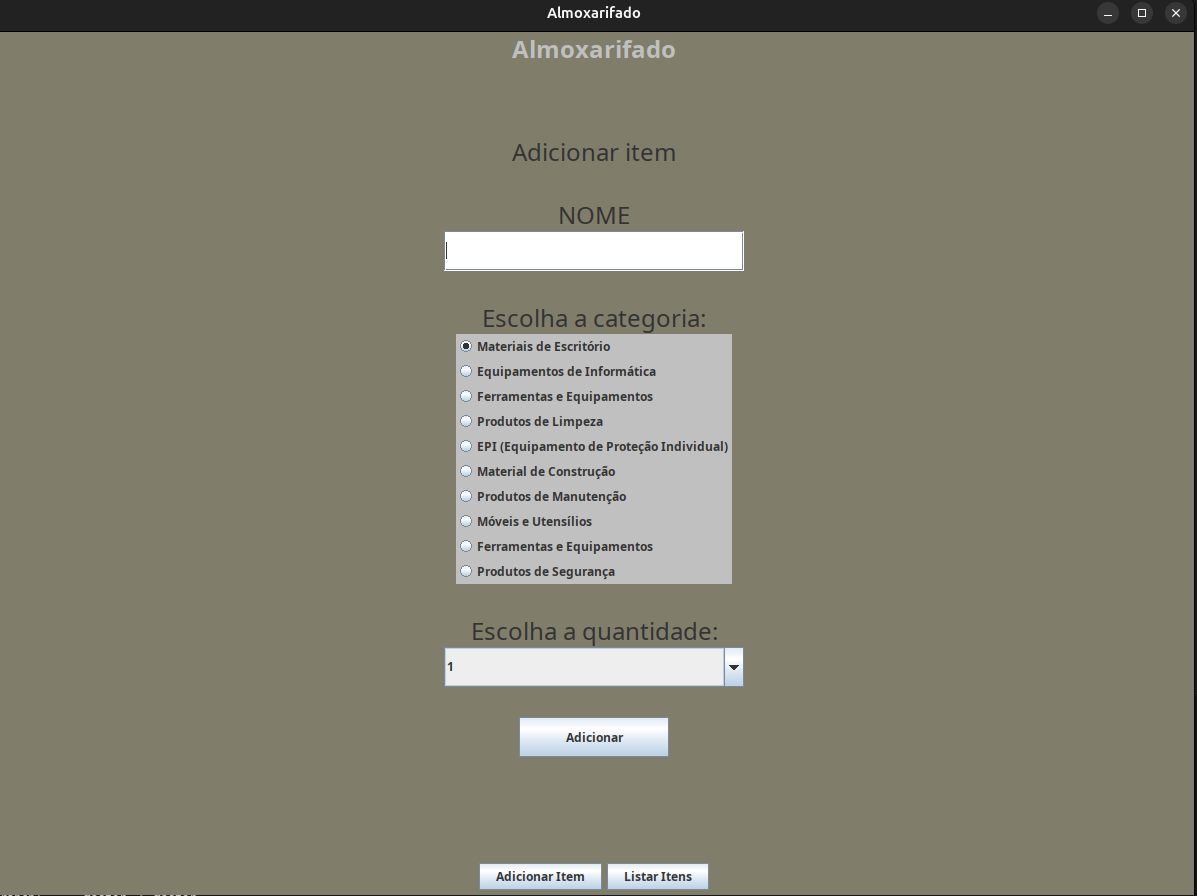 Almoxarifado
Almoxarifado
Adicionar item
NOME
Escolha a categoria:
Materiais de Escritório
Equipamentos de Informática
Ferramentas e Equipamentos
Produtos de Limpeza
EPI (Equipamento de Proteção Individual)
Material de Construção
Produtos de Manutenção
Móveis e Utensílios
Ferramentas e Equipamentos
Produtos de Segurança
Escolha a quantidade:
1
Adicionar
Adicionar Item Listar Itens